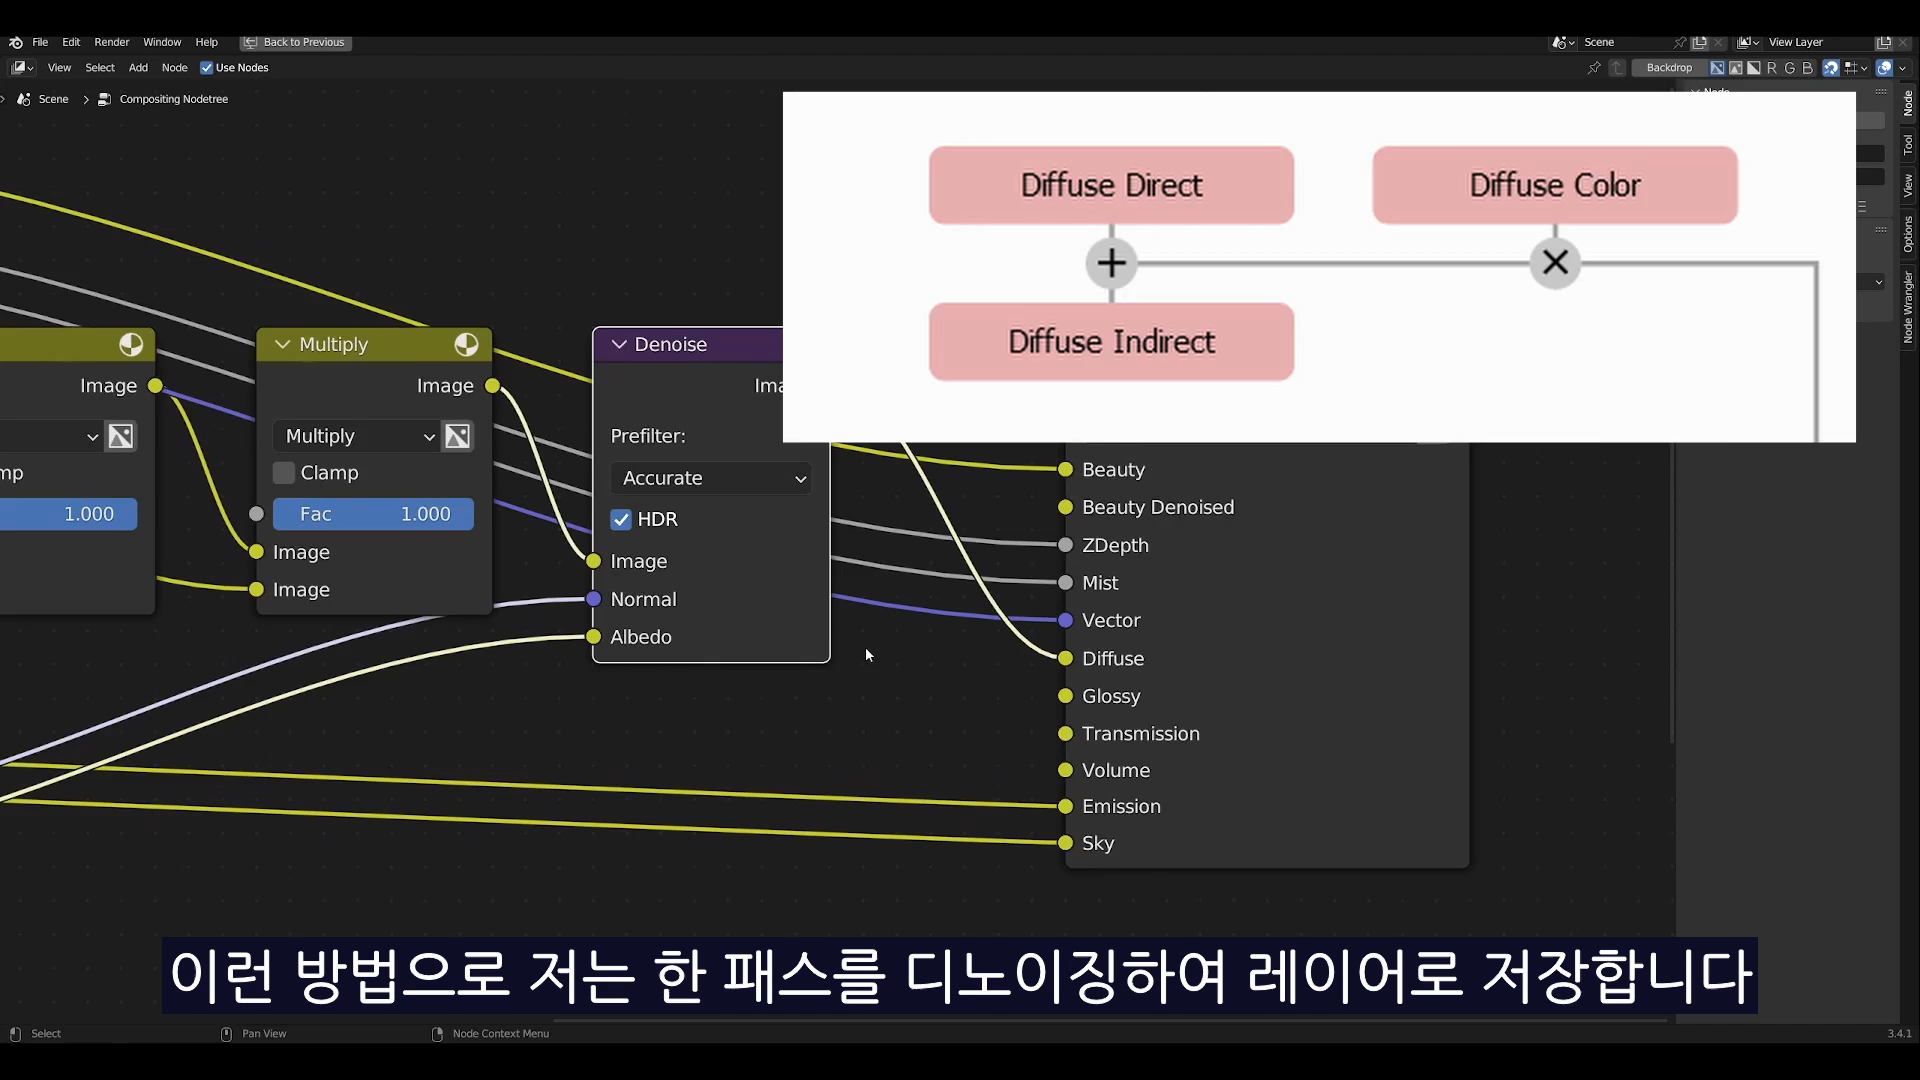 File Edit Render Window Help Back to Previous Scene View Layer
View Select Add Node Use Nodes Backdrop R G B
Scene > Compositing Nodetree
Diffuse Direct
Diffuse Color
+
×
Diffuse Indirect
Image
1.000
Multiply
Image
Multiply
Clamp
Fac 1.000
Image
Image
Denoise
Prefilter:
Accurate
HDR
Image
Normal
Albedo
Beauty
Beauty Denoised
ZDepth
Mist
Vector
Diffuse
Glossy
Transmission
Volume
Emission
Sky
Node
Tool
View
Options
Node Wrangler
이런 방법으로 저는 한 패스를 디노이징하여 레이어로 저장합니다
Select Pan View Node Context Menu 3.4.1